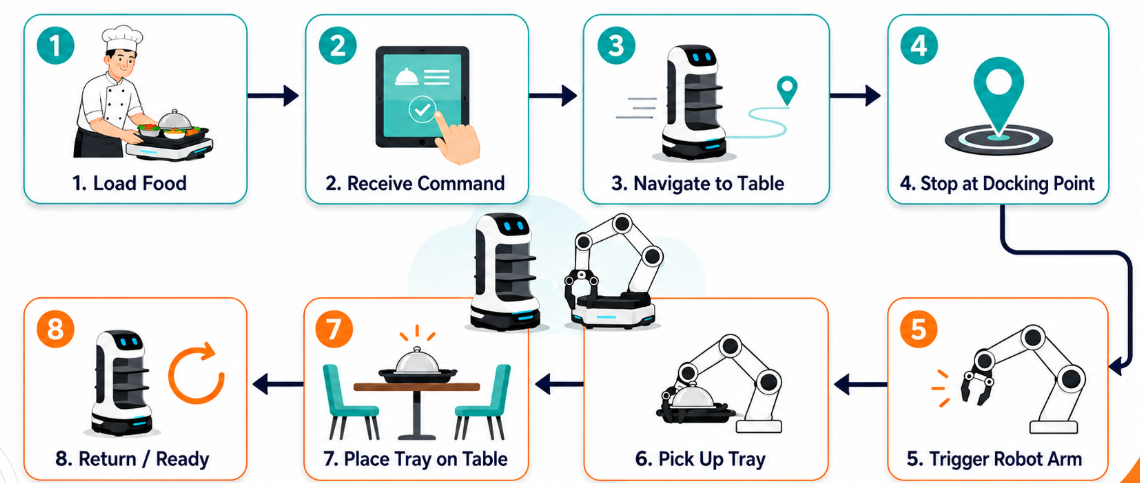 1
1. Load Food
2
2. Receive Command
3
3. Navigate to Table
4
4. Stop at Docking Point
5
5. Trigger Robot Arm
6. Pick Up Tray
7
7. Place Tray on Table
8
8. Return / Ready